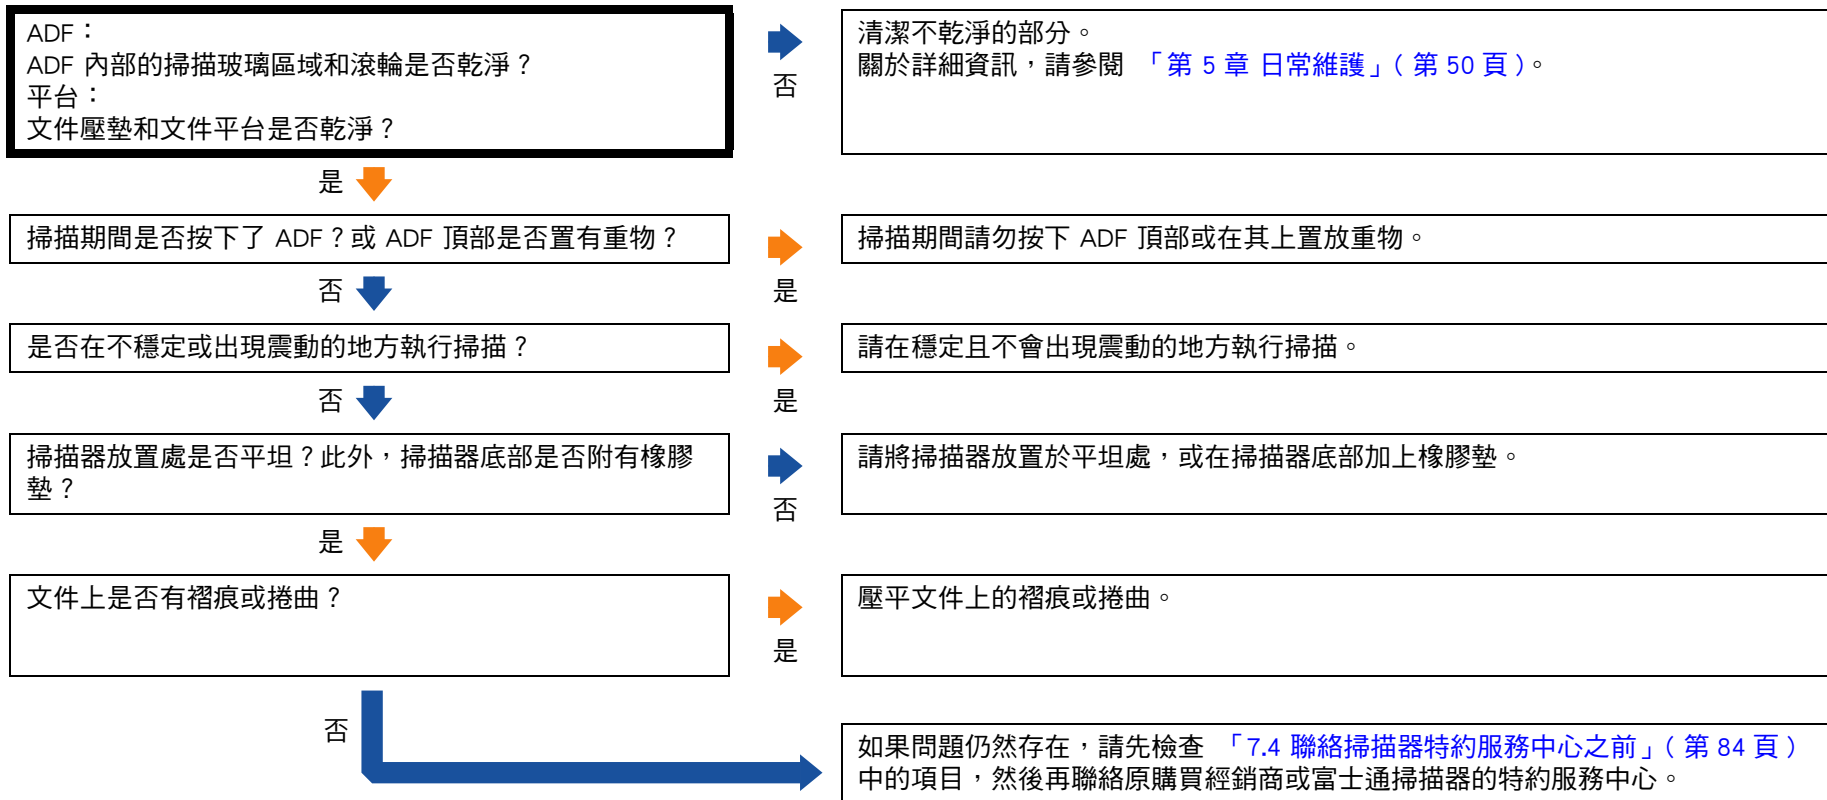 ADF：
ADF 內部的掃描玻璃區域和滾輪是否乾淨？
平台：
文件壓墊和文件平台是否乾淨？
否
清潔不乾淨的部分。
關於詳細資訊，請參閱 「第 5 章 日常維護」( 第 50 頁 )。
是
掃描期間是否按下了 ADF？或 ADF 頂部是否置有重物？
是
掃描期間請勿按下 ADF 頂部或在其上置放重物。
否
是否在不穩定或出現震動的地方執行掃描？
是
請在穩定且不會出現震動的地方執行掃描。
否
掃描器放置處是否平坦？此外，掃描器底部是否附有橡膠
墊？
否
請將掃描器放置於平坦處，或在掃描器底部加上橡膠墊。
是
文件上是否有褶痕或捲曲？
是
壓平文件上的褶痕或捲曲。
否
如果問題仍然存在，請先檢查 「7.4 聯絡掃描器特約服務中心之前」( 第 84 頁 )
中的項目，然後再聯絡原購買經銷商或富士通掃描器的特約服務中心。